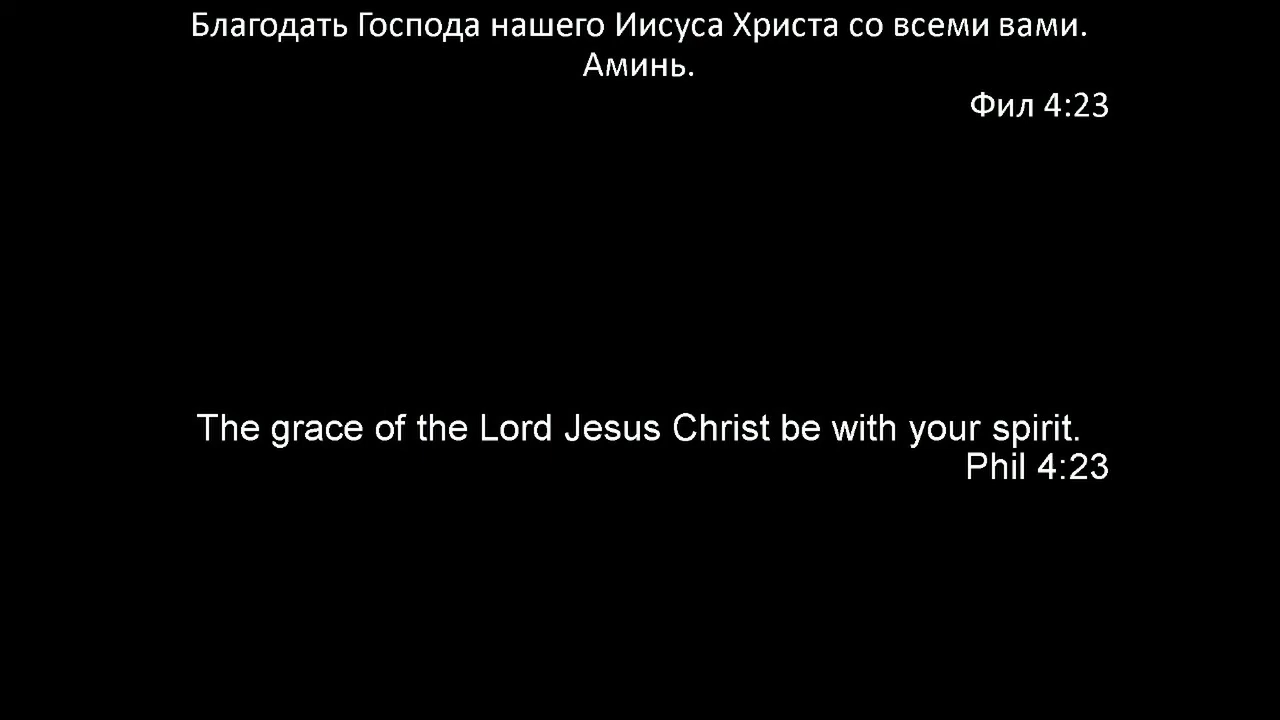 Благодать Господа нашего Иисуса Христа со всеми вами.
Аминь.
Фил 4:23
The grace of the Lord Jesus Christ be with your spirit.
Phil 4:23